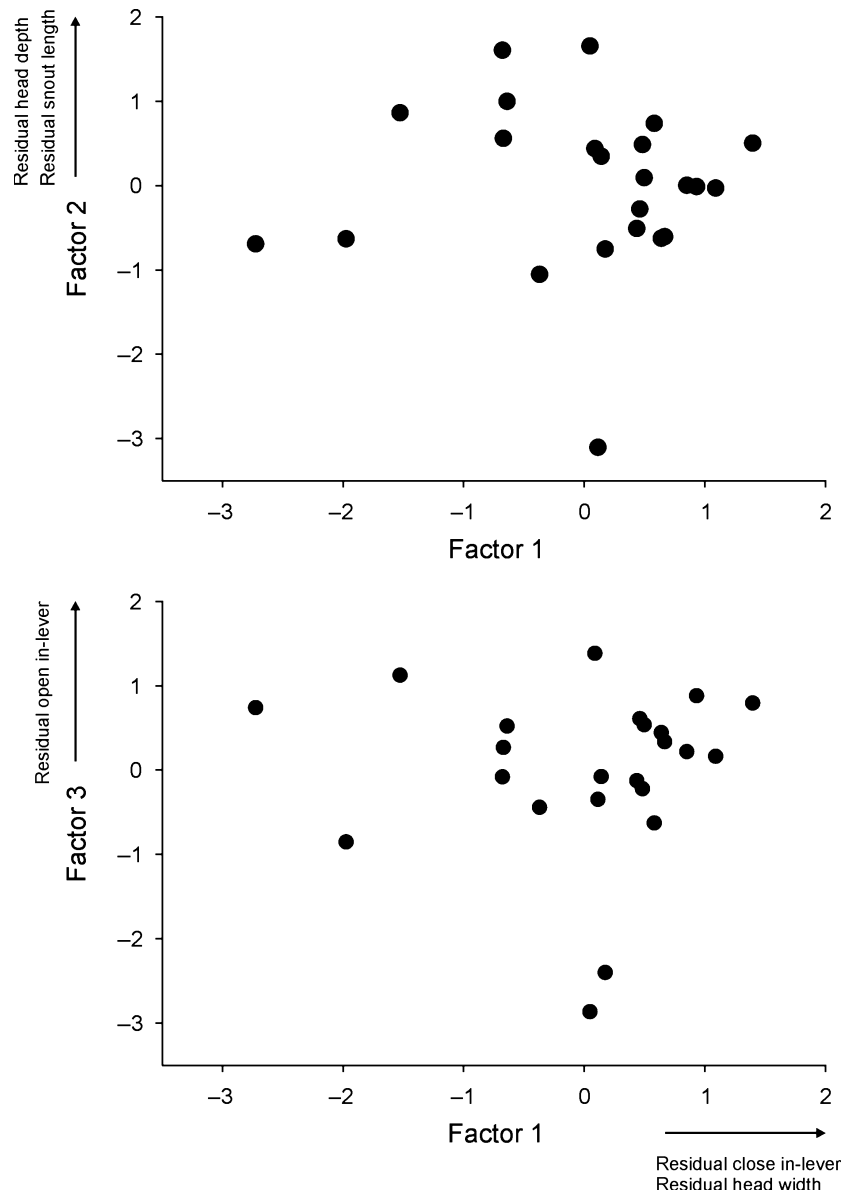 Residual head depth
Residual snout length
Factor 2
2
1
0
–1
–2
–3
–3
–2
–1
0
1
2
Factor 1
Residual open in-lever
Factor 3
2
1
0
–1
–2
–3
–3
–2
–1
0
1
2
Factor 1
Residual close in-lever
Residual head width